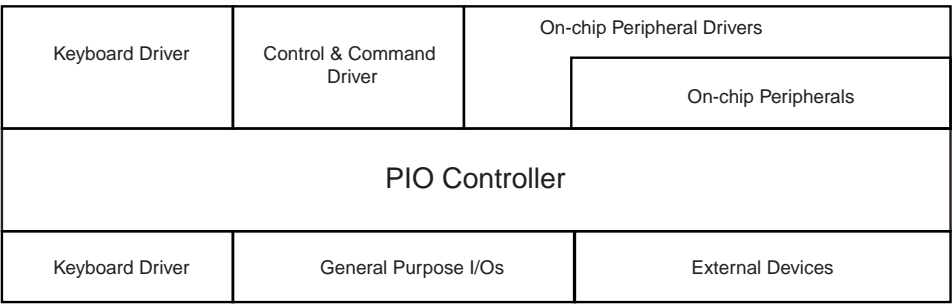 Keyboard Driver
Control & Command
Driver
On-chip Peripheral Drivers
On-chip Peripherals
PIO Controller
Keyboard Driver
General Purpose I/Os
External Devices